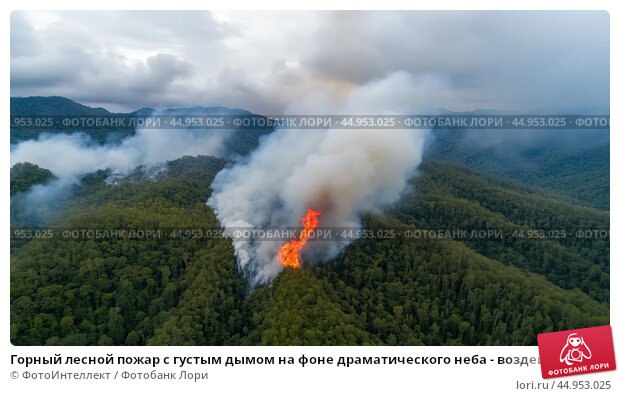 .953.025 ФОТОБАНК ЛОРИ · 44.953.025 ФОТОБАНК ЛОРИ · 44.953.025 ФОТОБАНК ЛОРИ · 44.953.025 ФОТОБАН
.953.025 ФОТОБАНК ЛОРИ · 44.953.025 ФОТОБАНК ЛОРИ · 44.953.025 ФОТОБАНК ЛОРИ · 44.953.025 ФОТОБАН
Горный лесной пожар с густым дымом на фоне драматического неба - возде
© ФотоИнтеллект / Фотобанк Лори
ФОТОБАНК ЛОРИ
lori.ru 44.953.025